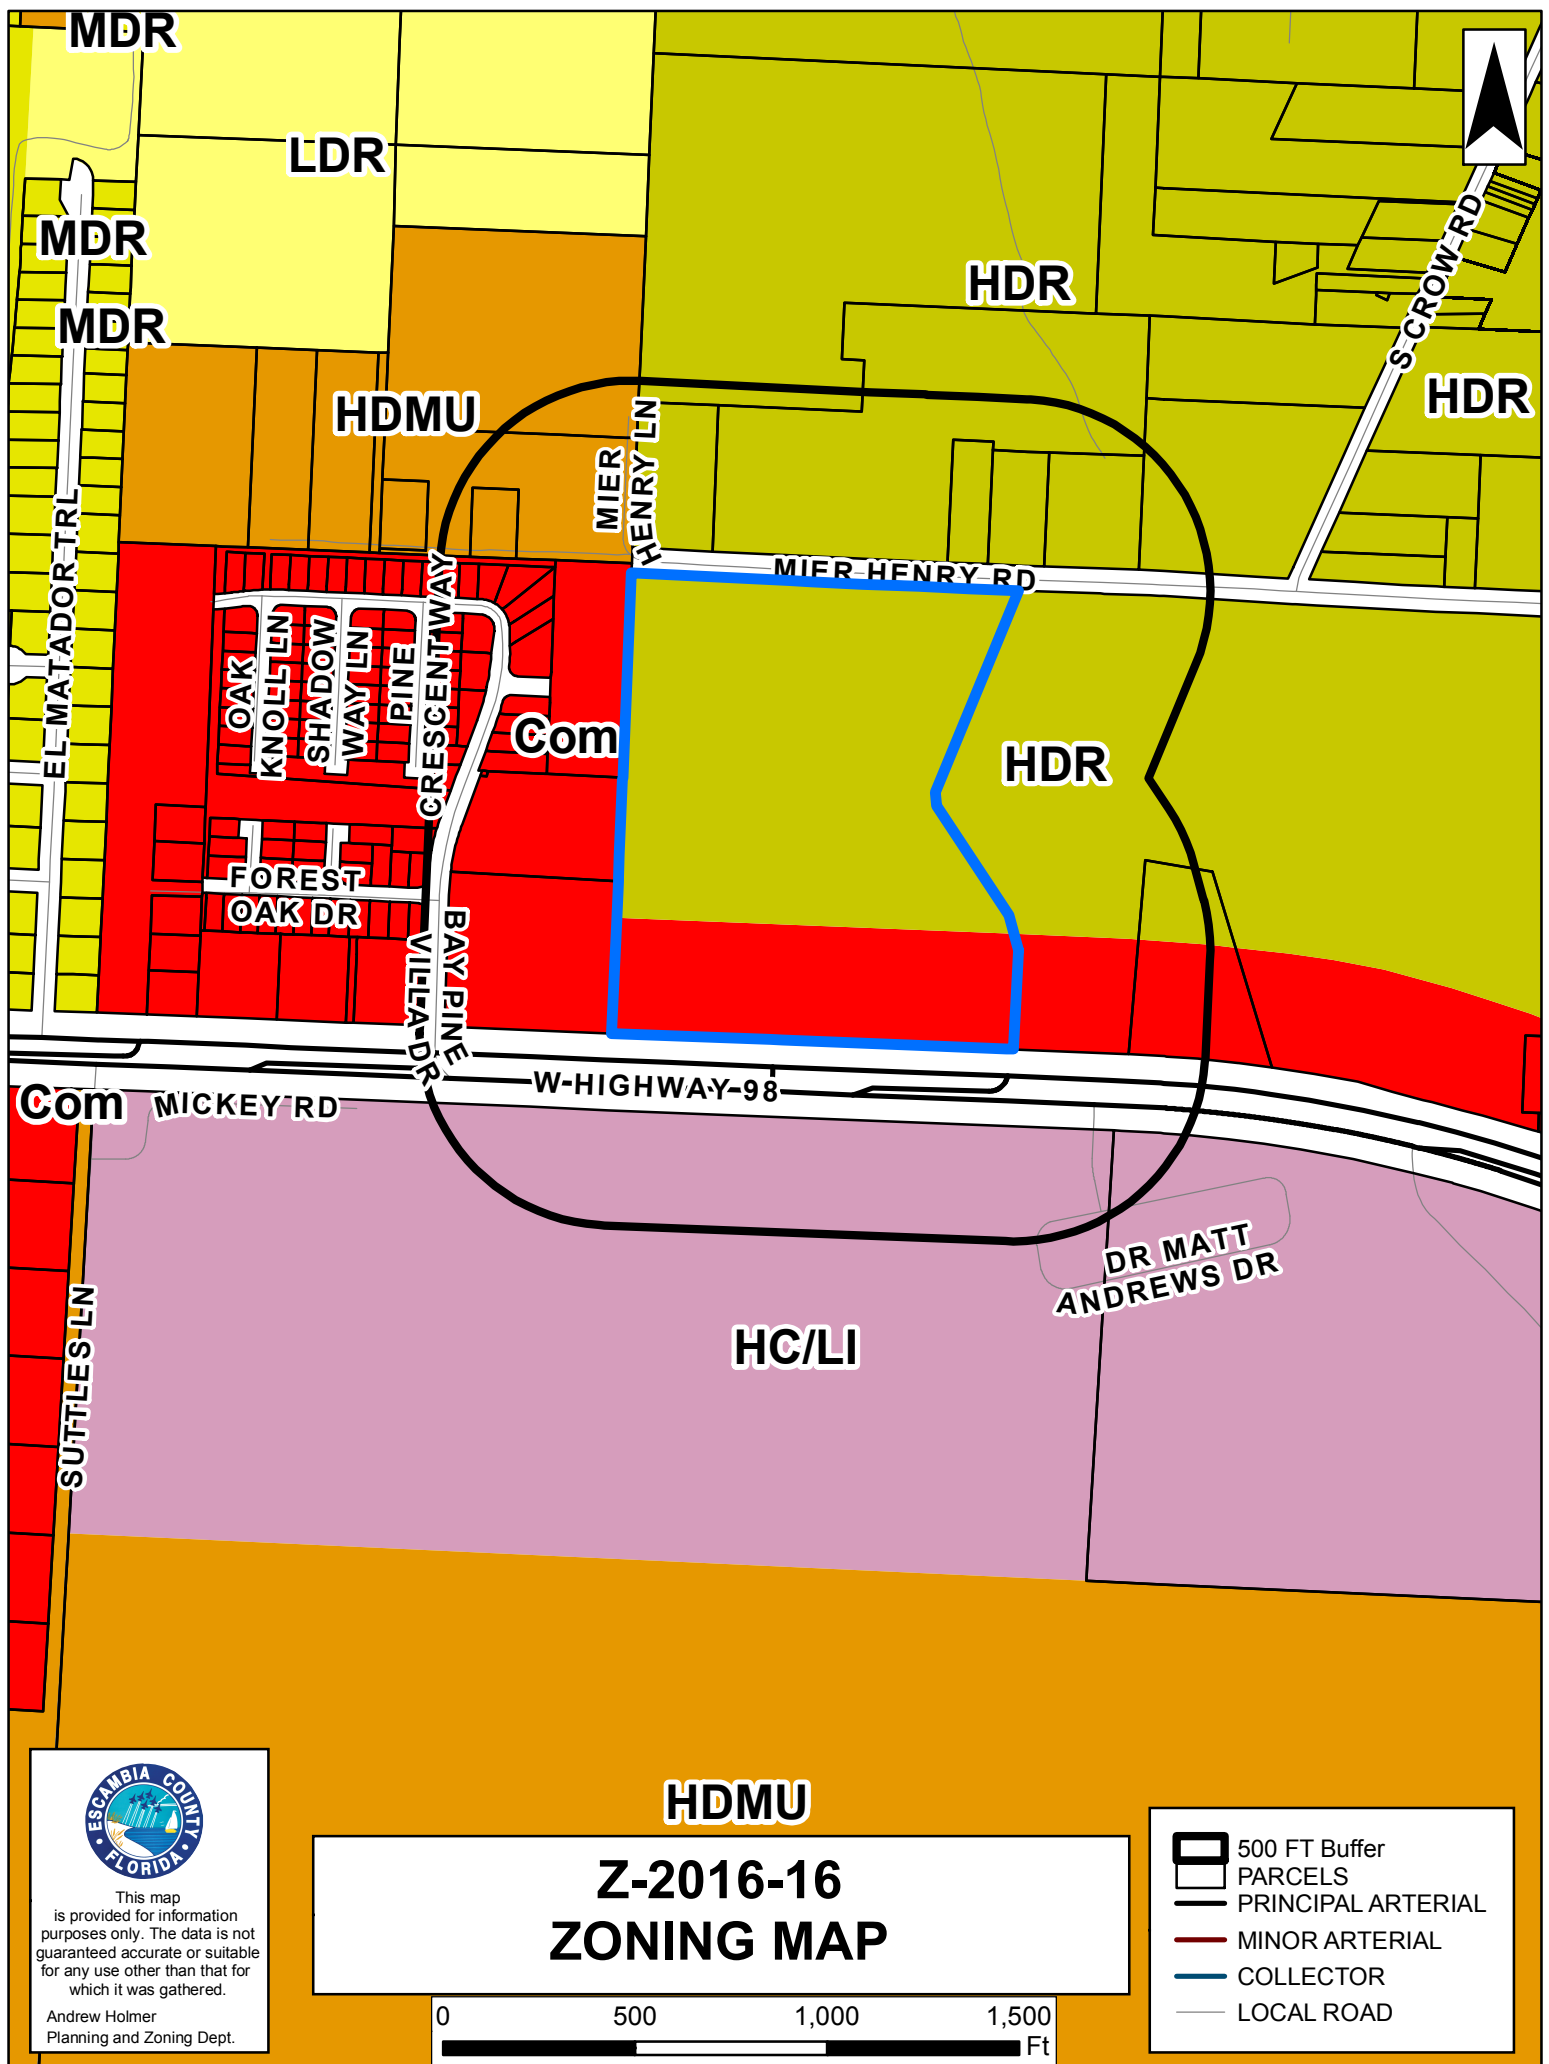 MDR
LDR
MDR
MDR
HDR
S CROW RD
HDR
HDMU
MIER
HENRY LN
MIER HENRY RD
EL MATADOR TRL
OAK
KNOLL LN
SHADOW
WAY LN
PINE
CRESCENT WAY
Com
HDR
FOREST
OAK DR
BAY PINE
VILLA DR
W HIGHWAY 98
Com
MICKEY RD
DR MATT
ANDREWS DR
SUTTLES LN
HC/LI
HDMU
ESCAMBIA COUNTY
FLORIDA
This map
is provided for information
purposes only. The data is not
guaranteed accurate or suitable
for any use other than that for
which it was gathered.
Andrew Holmer
Planning and Zoning Dept.
Z-2016-16
ZONING MAP
0 500 1,000 1,500
Ft
500 FT Buffer
PARCELS
PRINCIPAL ARTERIAL
MINOR ARTERIAL
COLLECTOR
LOCAL ROAD